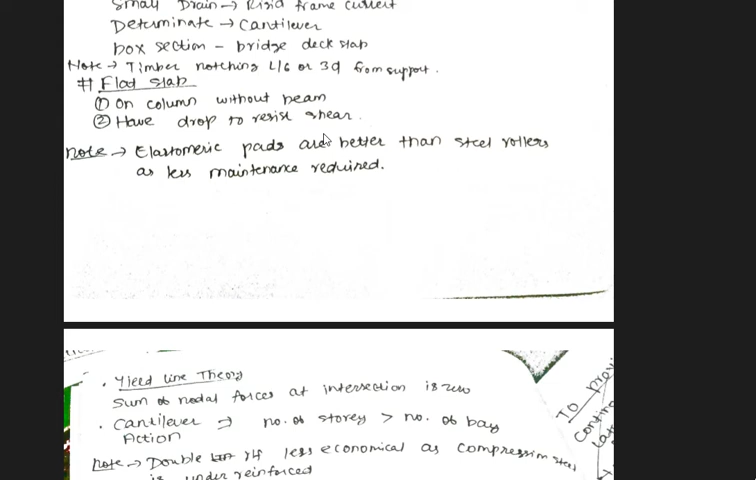 Small Drain → Rigid frame culvert
Determinate → Cantilever
box section - bridge deck slab
Note → Timber notching L/6 or 3d from support.
# Flat slab
① On column without beam
② Have drop to resist shear.
note → Elastomeric pads are better than steel rollers
as less maintenance required.
• Yield line Theory
Sum of nodal forces at intersection is zero
• Cantilever ⇒ no. of storey > no. of bay
Action
note → Double r/f less economical as compression steel
is under reinforced
TO prev